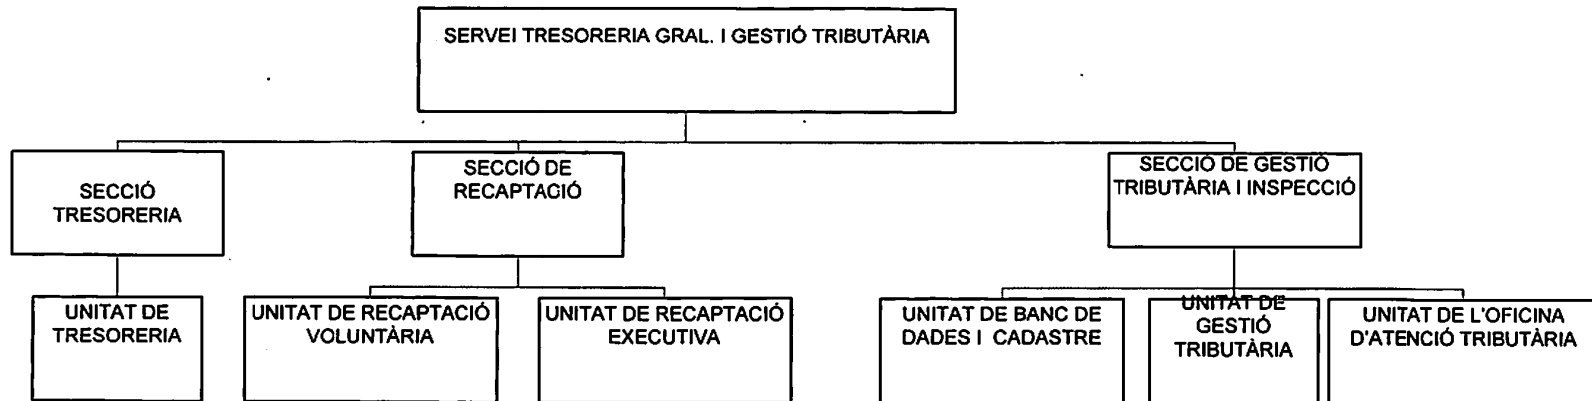 SERVEI TRESORERIA GRAL. I GESTIÓ TRIBUTÀRIA
SECCIÓ
TRESORERIA
SECCIÓ DE
RECAPTACIÓ
SECCIÓ DE GESTIÓ
TRIBUTÀRIA I INSPECCIÓ
UNITAT DE
TRESORERIA
UNITAT DE RECAPTACIÓ
VOLUNTÀRIA
UNITAT DE RECAPTACIÓ
EXECUTIVA
UNITAT DE BANC DE
DADES I CADASTRE
UNITAT DE
GESTIÓ
TRIBUTÀRIA
UNITAT DE L'OFICINA
D'ATENCIÓ TRIBUTÀRIA